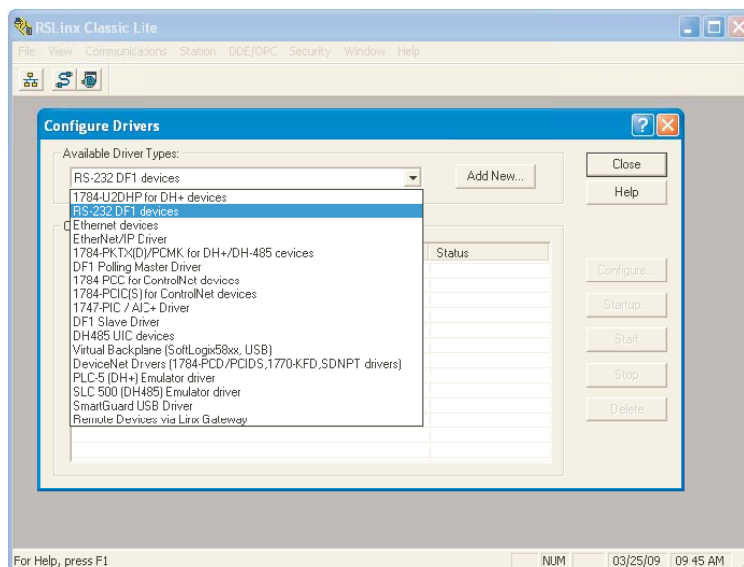 RSLinx Classic Lite
File View Communications Station DDE/OPC Security Window Help
Configure Drivers
Available Driver Types:
RS-232 DF1 devices
Add New...
Close
Help
1784-U2DHP for DH+ devices
RS-232 DF1 devices
Ethernet devices
EtherNet/IP Driver
1784-PKTX(D)/PCMK for DH+/DH-485 devices
DF1 Polling Master Driver
1784-PCC for ControlNet devices
1784-PCIC(S) for ControlNet devices
1747-PIC / AIC+ Driver
DF1 Slave Driver
DH485 UIC devices
Virtual Backplane (SoftLogix58xx, USB)
DeviceNet Drivers (1784-PCD/PCIDS,1770-KFD,SDNPT drivers)
PLC-5 (DH+) Emulator driver
SLC 500 (DH485) Emulator driver
SmartGuard USB Driver
Remote Devices via Linx Gateway
Status
Configure...
Startup...
Start
Stop
Delete
For Help, press F1
NUM
03/25/09
09:45 AM